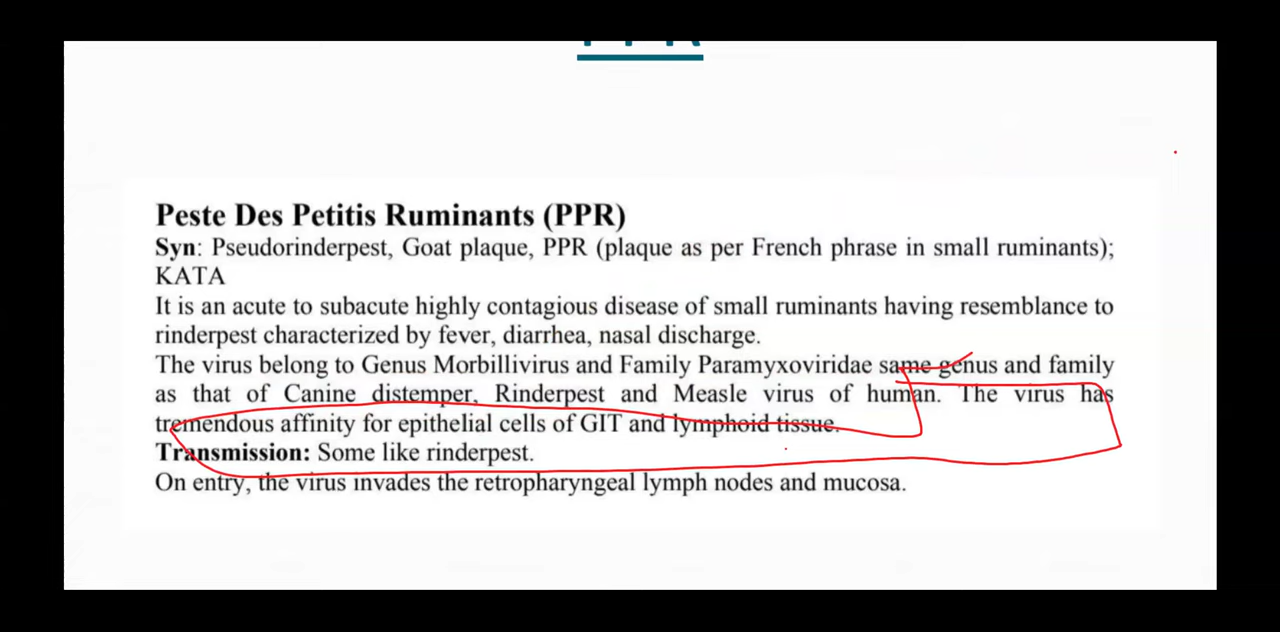 PPR
Peste Des Petitis Ruminants (PPR)
Syn: Pseudorinderpest, Goat plaque, PPR (plaque as per French phrase in small ruminants);
KATA
It is an acute to subacute highly contagious disease of small ruminants having resemblance to
rinderpest characterized by fever, diarrhea, nasal discharge.
The virus belong to Genus Morbillivirus and Family Paramyxoviridae same genus and family
as that of Canine distemper, Rinderpest and Measle virus of human. The virus has
tremendous affinity for epithelial cells of GIT and lymphoid tissue.
Transmission: Some like rinderpest.
On entry, the virus invades the retropharyngeal lymph nodes and mucosa.